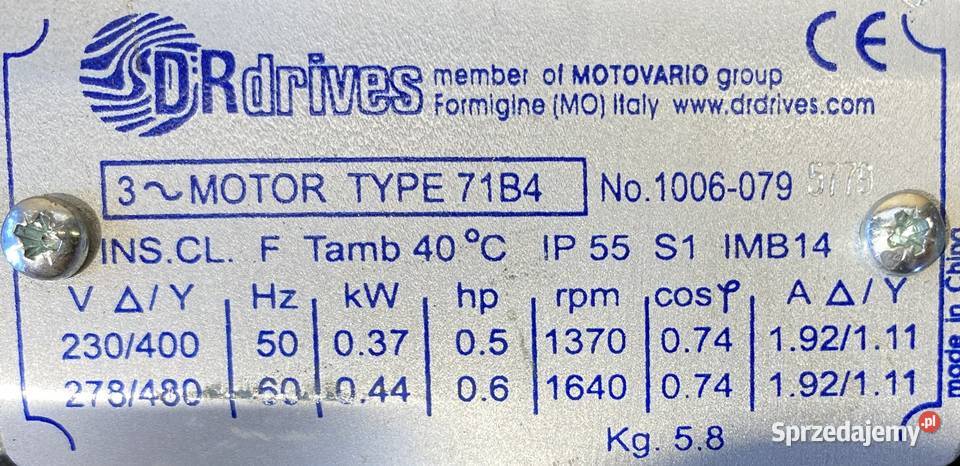 DR drives member of MOTOVARIO group
Formigine (MO) Italy www.drdrives.com
CE
3~MOTOR TYPE 71B4 No.1006-079 5779
INS.CL. F Tamb 40 °C IP 55 S1 IMB14
V Δ/Y Hz kW hp rpm cosφ A Δ/Y
230/400 50 0.37 0.5 1370 0.74 1.92/1.11
278/480 60 0.44 0.6 1640 0.74 1.92/1.11
Kg. 5.8
made in China
Sprzedajemy.pl